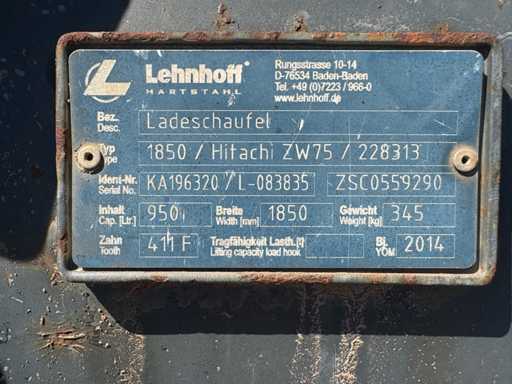 Lehnhoff®
HARTSTAHL
Rungsstrasse 10-14
D-76534 Baden-Baden
Tel. +49 (0)7223 / 966-0
www.lehnhoff.de
Bez. Ladeschaufel
Desc.
Typ 1850 / Hitachi ZW75 / 228313
Type
Ident-Nr. KA196320 / L-083835 ZSC0559290
Serial No.
Inhalt 950 Breite 1850 Gewicht 345
Cap. [Ltr.] Width [mm] Weight [kg]
Zahn 411 F Tragfähigkeit Lasth. [t] Bj. 2014
Tooth Lifting capacity load hook YOM